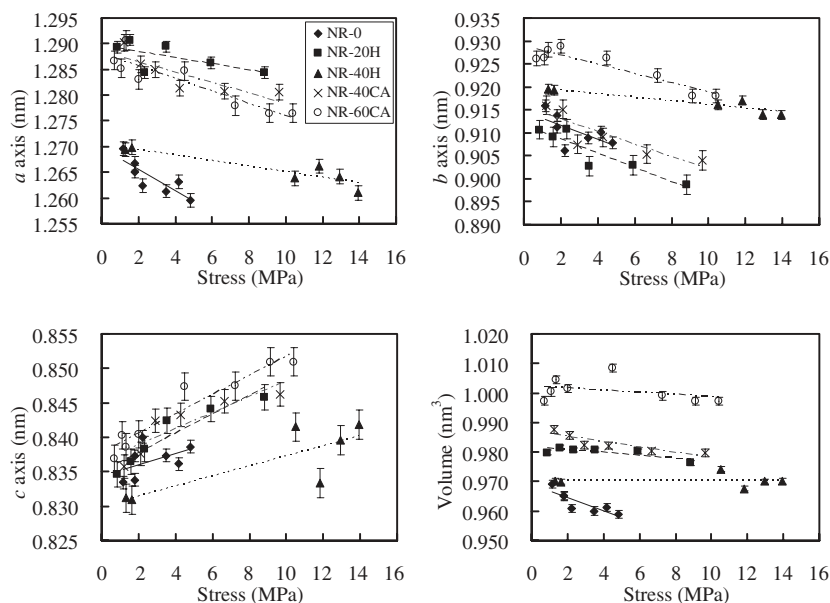 1.295
1.290
1.285
1.280
1.275
1.270
1.265
1.260
1.255
a axis (nm)
0 2 4 6 8 10 12 14 16
Stress (MPa)
NR-0
NR-20H
NR-40H
NR-40CA
NR-60CA
0.935
0.930
0.925
0.920
0.915
0.910
0.905
0.900
0.895
0.890
b axis (nm)
0 2 4 6 8 10 12 14 16
Stress (MPa)
0.855
0.850
0.845
0.840
0.835
0.830
0.825
c axis (nm)
0 2 4 6 8 10 12 14 16
Stress (MPa)
1.020
1.010
1.000
0.990
0.980
0.970
0.960
0.950
Volume (nm³)
0 2 4 6 8 10 12 14 16
Stress (MPa)